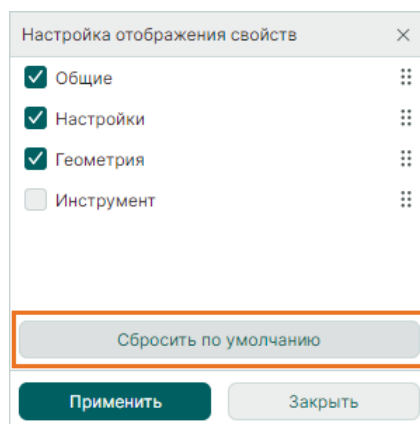 Настройка отображения свойств
Общие
Настройки
Геометрия
Инструмент
Сбросить по умолчанию
Применить Закрыть